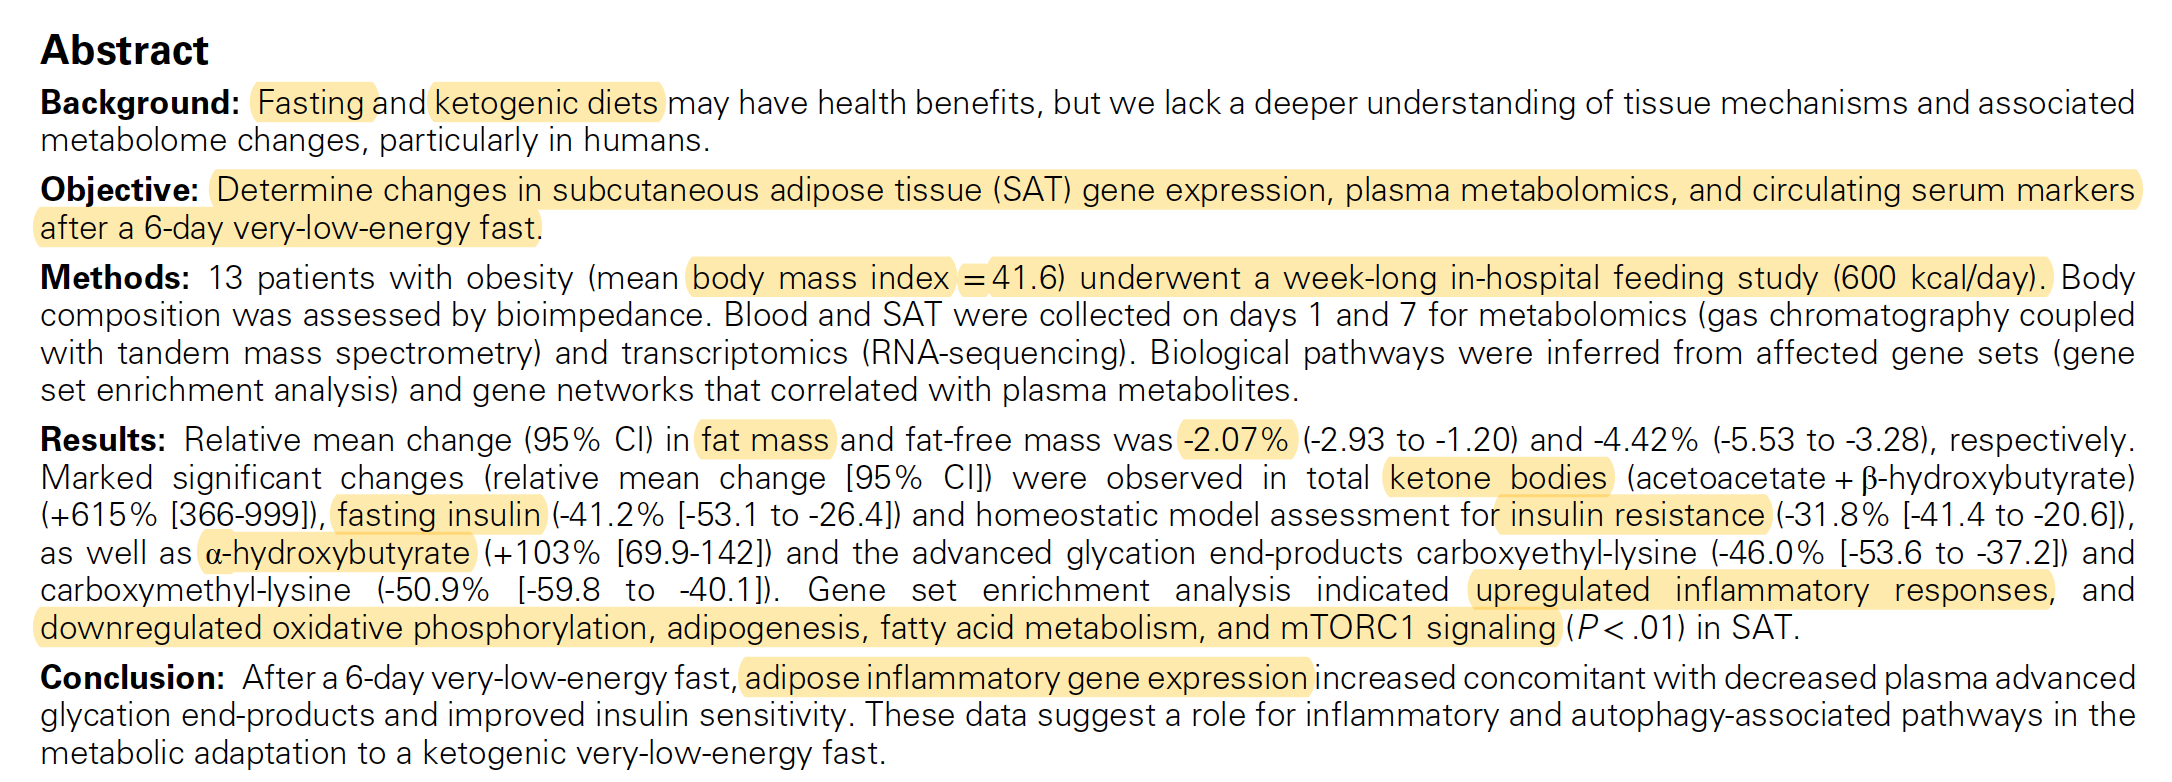 Abstract
Background: Fasting and ketogenic diets may have health benefits, but we lack a deeper understanding of tissue mechanisms and associated
metabolome changes, particularly in humans.
Objective: Determine changes in subcutaneous adipose tissue (SAT) gene expression, plasma metabolomics, and circulating serum markers
after a 6-day very-low-energy fast.
Methods: 13 patients with obesity (mean body mass index = 41.6) underwent a week-long in-hospital feeding study (600 kcal/day). Body
composition was assessed by bioimpedance. Blood and SAT were collected on days 1 and 7 for metabolomics (gas chromatography coupled
with tandem mass spectrometry) and transcriptomics (RNA-sequencing). Biological pathways were inferred from affected gene sets (gene
set enrichment analysis) and gene networks that correlated with plasma metabolites.
Results: Relative mean change (95% CI) in fat mass and fat-free mass was -2.07% (-2.93 to -1.20) and -4.42% (-5.53 to -3.28), respectively.
Marked significant changes (relative mean change [95% CI]) were observed in total ketone bodies (acetoacetate + β-hydroxybutyrate)
(+615% [366-999]), fasting insulin (-41.2% [-53.1 to -26.4]) and homeostatic model assessment for insulin resistance (-31.8% [-41.4 to -20.6]),
as well as α-hydroxybutyrate (+103% [69.9-142]) and the advanced glycation end-products carboxyethyl-lysine (-46.0% [-53.6 to -37.2]) and
carboxymethyl-lysine (-50.9% [-59.8 to -40.1]). Gene set enrichment analysis indicated upregulated inflammatory responses, and
downregulated oxidative phosphorylation, adipogenesis, fatty acid metabolism, and mTORC1 signaling (P < .01) in SAT.
Conclusion: After a 6-day very-low-energy fast, adipose inflammatory gene expression increased concomitant with decreased plasma advanced
glycation end-products and improved insulin sensitivity. These data suggest a role for inflammatory and autophagy-associated pathways in the
metabolic adaptation to a ketogenic very-low-energy fast.